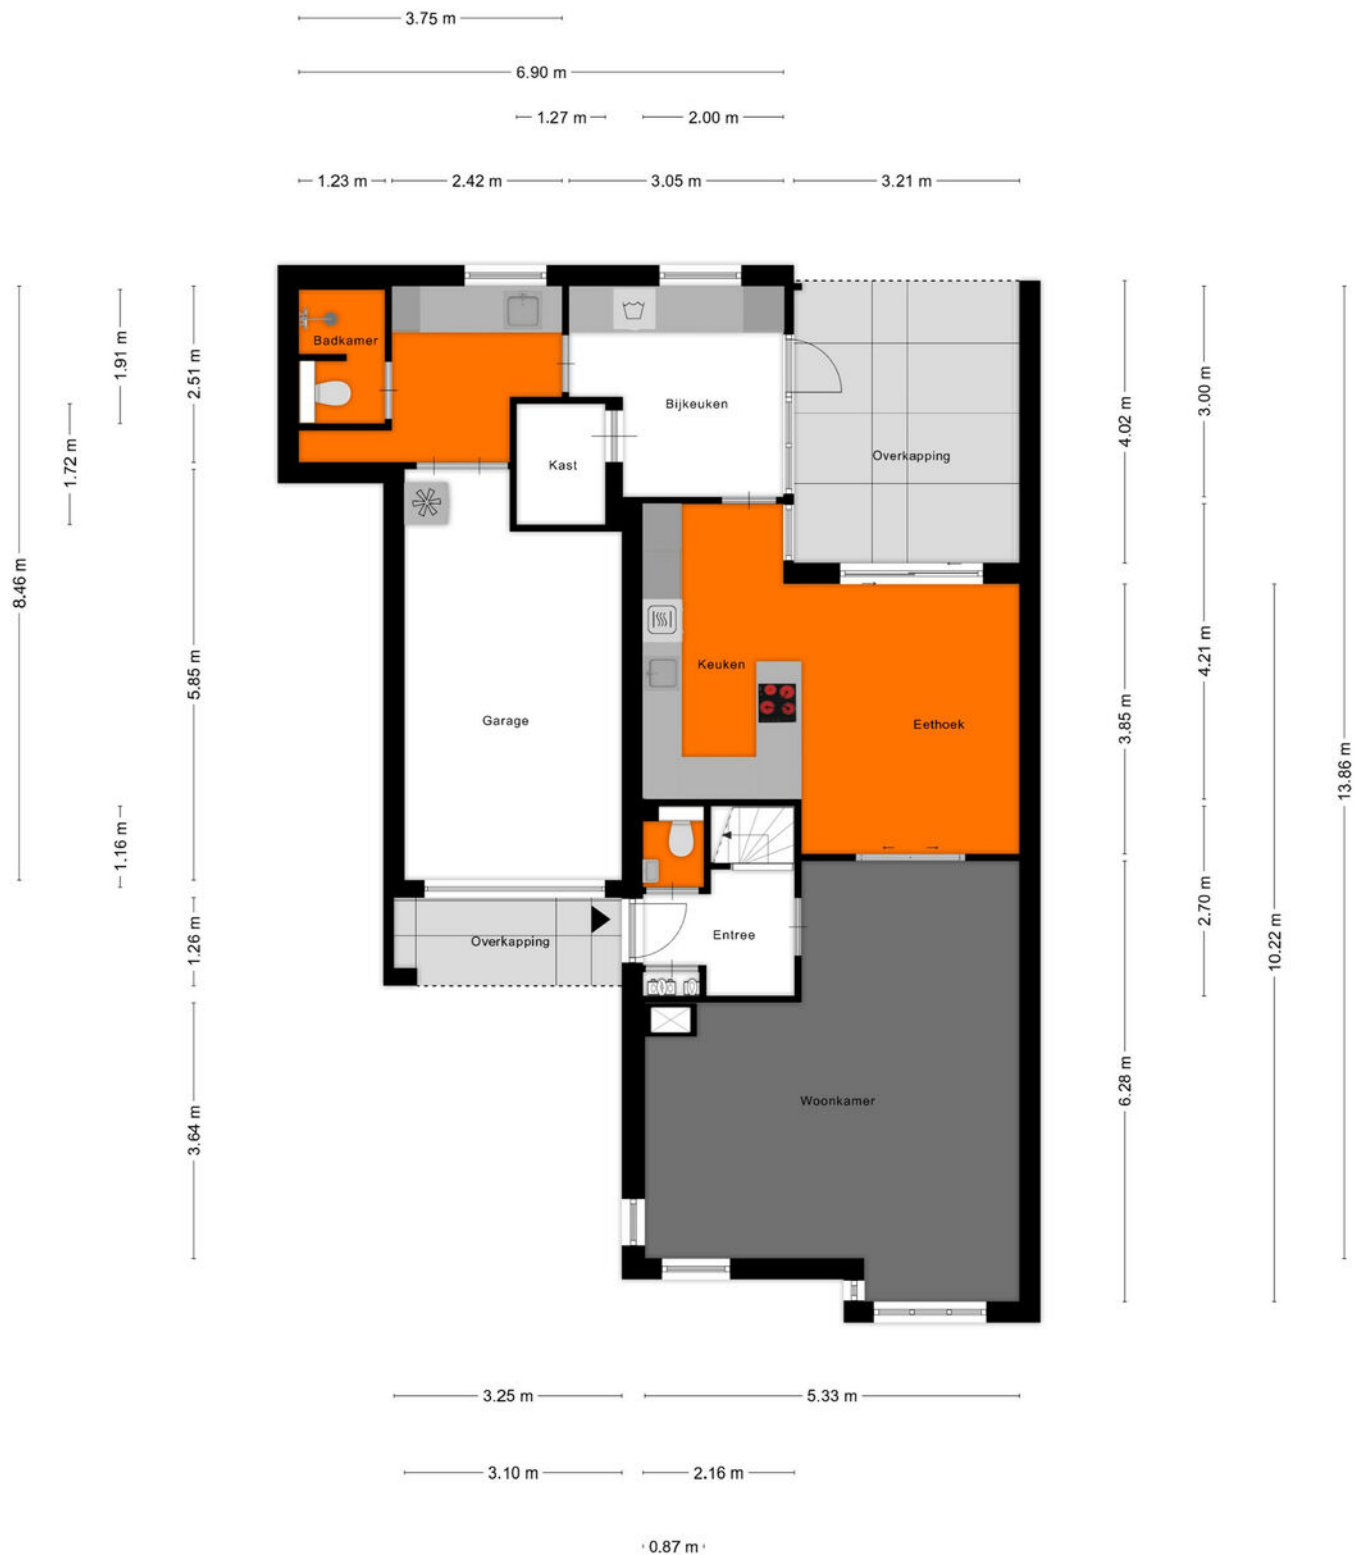 3.75 m
6.90 m
1.27 m
2.00 m
1.23 m
2.42 m
3.05 m
3.21 m
8.46 m
1.72 m
1.91 m
1.16 m
2.51 m
5.85 m
1.26 m
3.64 m
Badkamer
Bijkeuken
Overkapping
Kast
Keuken
Garage
Eethoek
Entree
Overkapping
Woonkamer
4.02 m
3.85 m
6.28 m
3.00 m
4.21 m
2.70 m
10.22 m
13.86 m
3.25 m
5.33 m
3.10 m
2.16 m
0.87 m